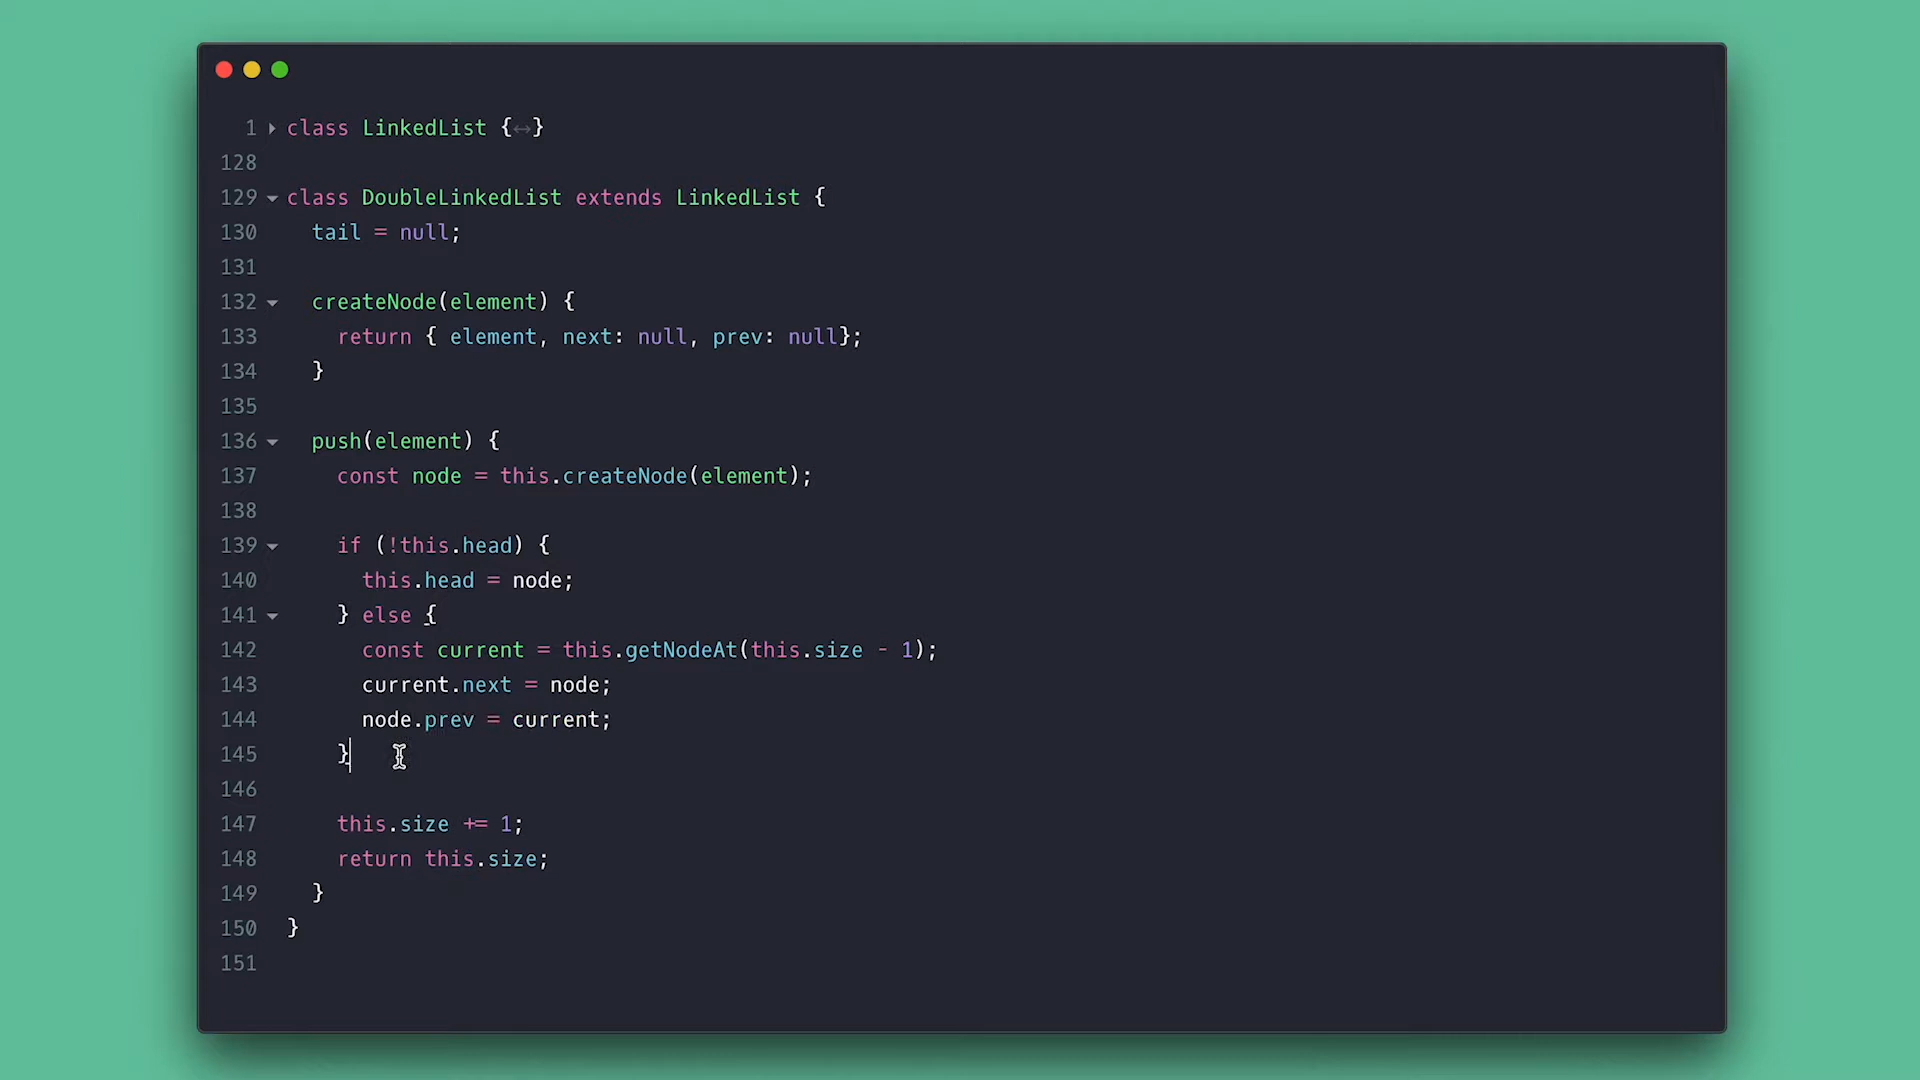 1 class LinkedList {↔}
128
129 class DoubleLinkedList extends LinkedList {
130 tail = null;
131
132 createNode(element) {
133 return { element, next: null, prev: null};
134 }
135
136 push(element) {
137 const node = this.createNode(element);
138
139 if (!this.head) {
140 this.head = node;
141 } else {
142 const current = this.getNodeAt(this.size - 1);
143 current.next = node;
144 node.prev = current;
145 }
146
147 this.size += 1;
148 return this.size;
149 }
150 }
151